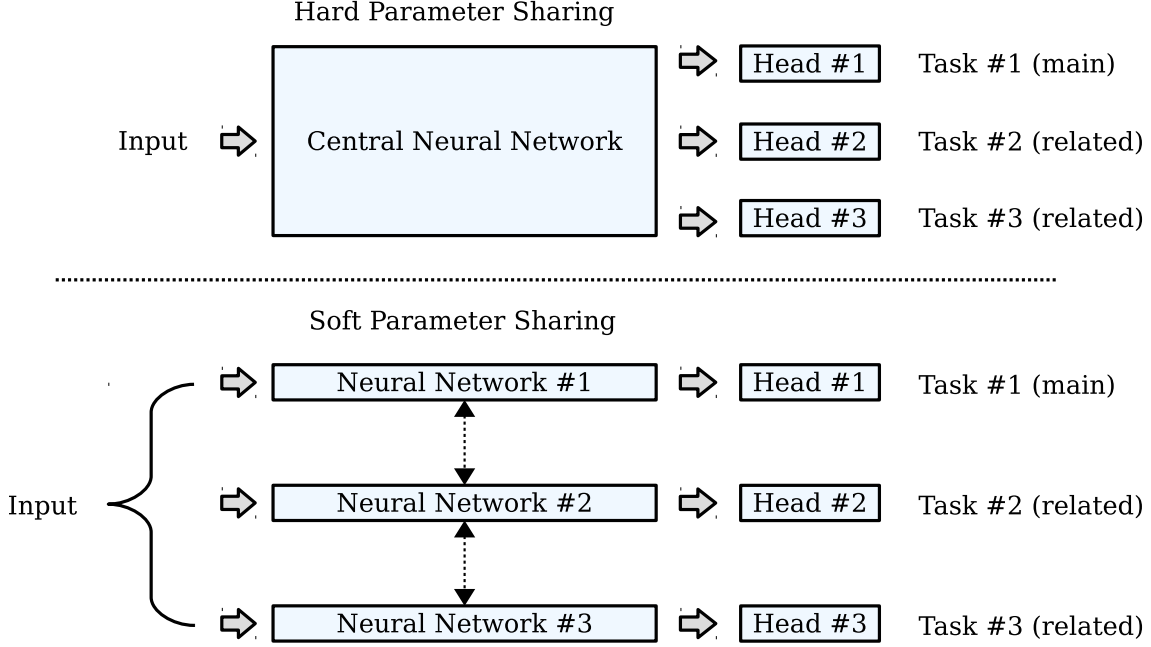 Hard Parameter Sharing
Head #1 Task #1 (main)
Input Central Neural Network Head #2 Task #2 (related)
Head #3 Task #3 (related)
Soft Parameter Sharing
Neural Network #1 Head #1 Task #1 (main)
Input Neural Network #2 Head #2 Task #2 (related)
Neural Network #3 Head #3 Task #3 (related)